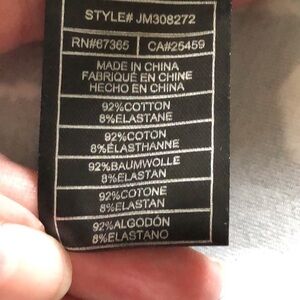 STYLE# JM308272
RN#67365 CA#25459
MADE IN CHINA
FABRIQUÉ EN CHINE
HECHO EN CHINA
92%COTTON
8%ELASTANE
92%COTON
8%ÉLASTHANNE
92%BAUMWOLLE
8%ELASTAN
92%COTONE
8%ELASTAN
92%ALGODÓN
8%ELASTANO